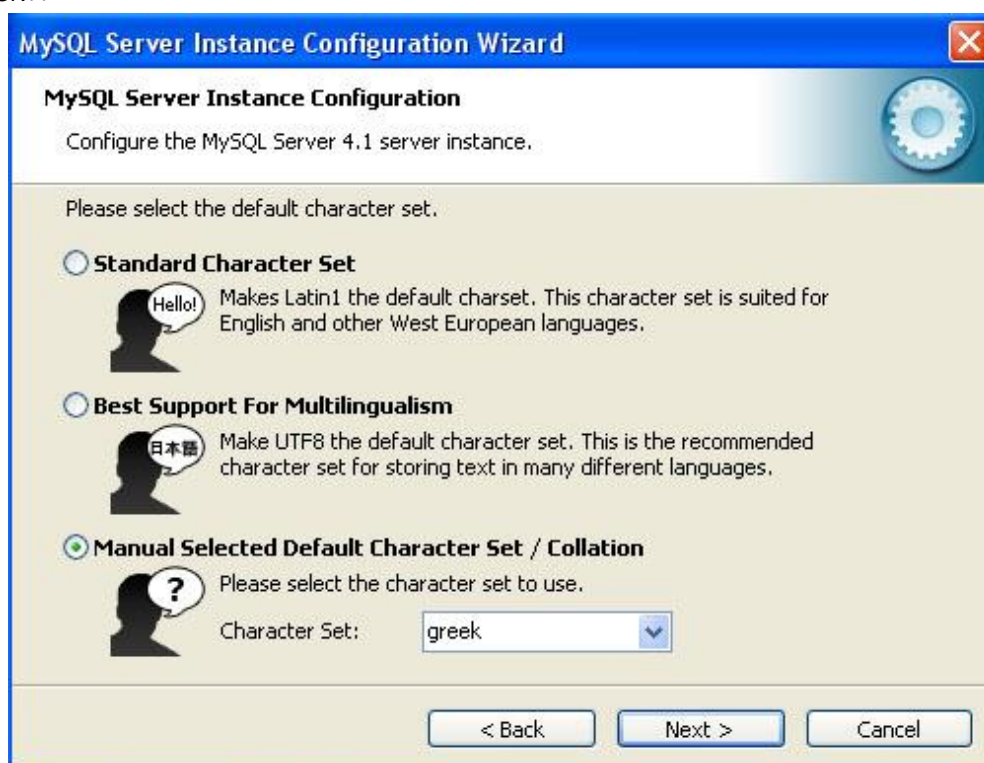 MySQL Server Instance Configuration Wizard
MySQL Server Instance Configuration
Configure the MySQL Server 4.1 server instance.
Please select the default character set.
Standard Character Set
Hello!
Makes Latin1 the default charset. This character set is suited for
English and other West European languages.
Best Support For Multilingualism
日本語
Make UTF8 the default character set. This is the recommended
character set for storing text in many different languages.
Manual Selected Default Character Set / Collation
?
Please select the character set to use.
Character Set: greek
< Back Next > Cancel